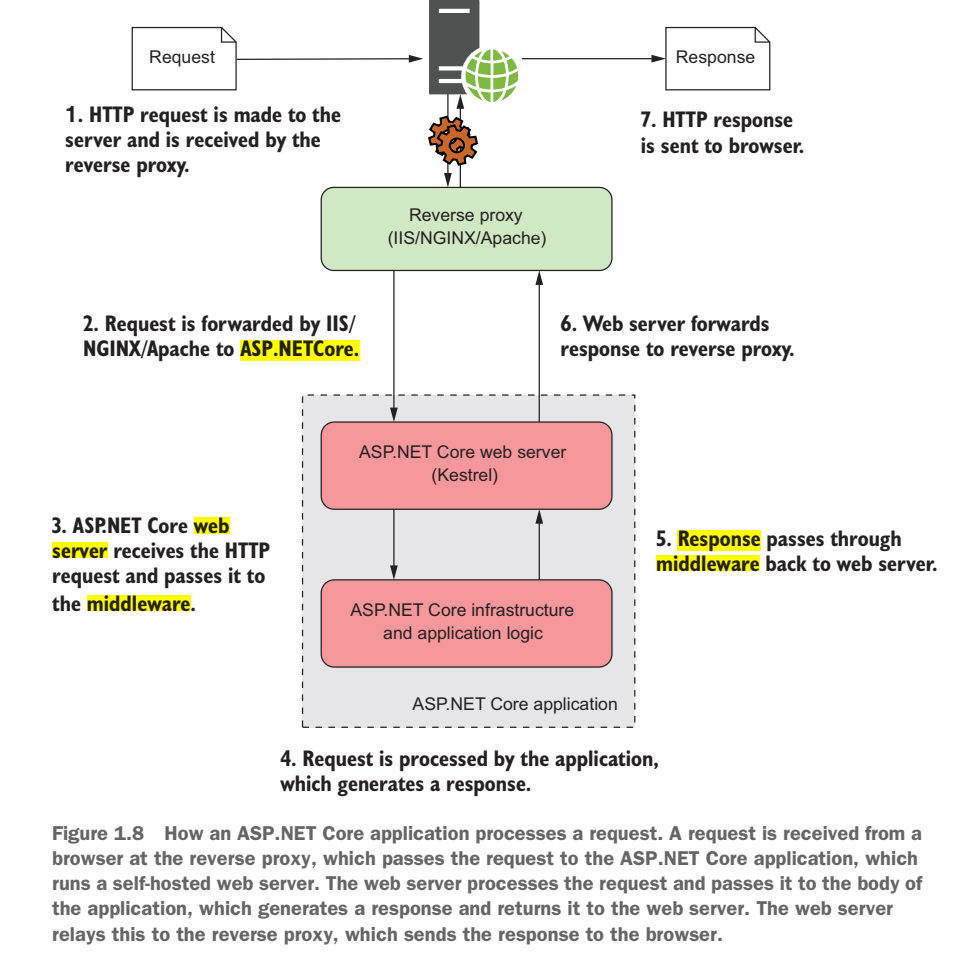 Request
Response
1. HTTP request is made to the
server and is received by the
reverse proxy.
7. HTTP response
is sent to browser.
Reverse proxy
(IIS/NGINX/Apache)
2. Request is forwarded by IIS/
NGINX/Apache to ASP.NETCore.
6. Web server forwards
response to reverse proxy.
ASP.NET Core web server
(Kestrel)
3. ASP.NET Core web
server receives the HTTP
request and passes it to
the middleware.
5. Response passes through
middleware back to web server.
ASP.NET Core infrastructure
and application logic
ASP.NET Core application
4. Request is processed by the application,
which generates a response.
Figure 1.8 How an ASP.NET Core application processes a request. A request is received from a
browser at the reverse proxy, which passes the request to the ASP.NET Core application, which
runs a self-hosted web server. The web server processes the request and passes it to the body of
the application, which generates a response and returns it to the web server. The web server
relays this to the reverse proxy, which sends the response to the browser.